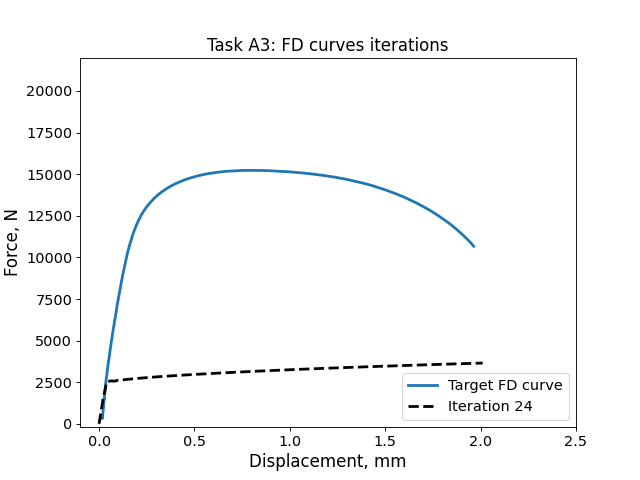 Task A3: FD curves iterations
Force, N
20000
17500
15000
12500
10000
7500
5000
2500
0
0.0 0.5 1.0 1.5 2.0 2.5
Displacement, mm
Target FD curve
Iteration 24